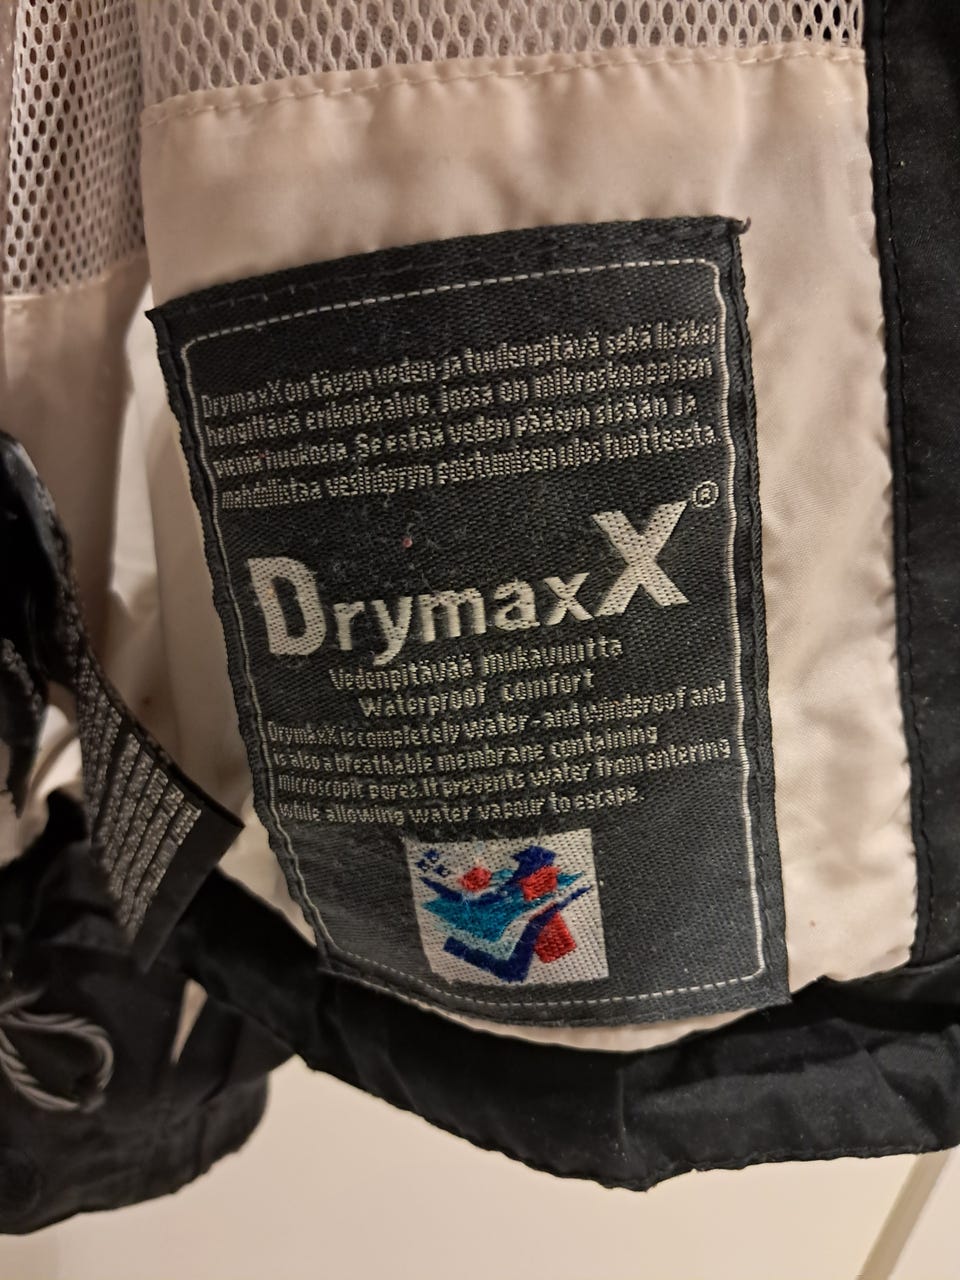 DrymaxX on täysin veden- ja tuulenpitävä sekä lisäksi
hengittävä erikoiskalvo, jossa on mikroskooppisen
pieniä huokosia. Se estää veden pääsyn sisään ja
mahdollistaa vesihöyryn poistumisen ulos tuotteesta.
DrymaxX®
Vedenpitävää mukavuutta
Waterproof comfort
DrymaxX is completely water-and windproof and
is also a breathable membrane containing
microscopic pores.It prevents water from entering
while allowing water vapour to escape.